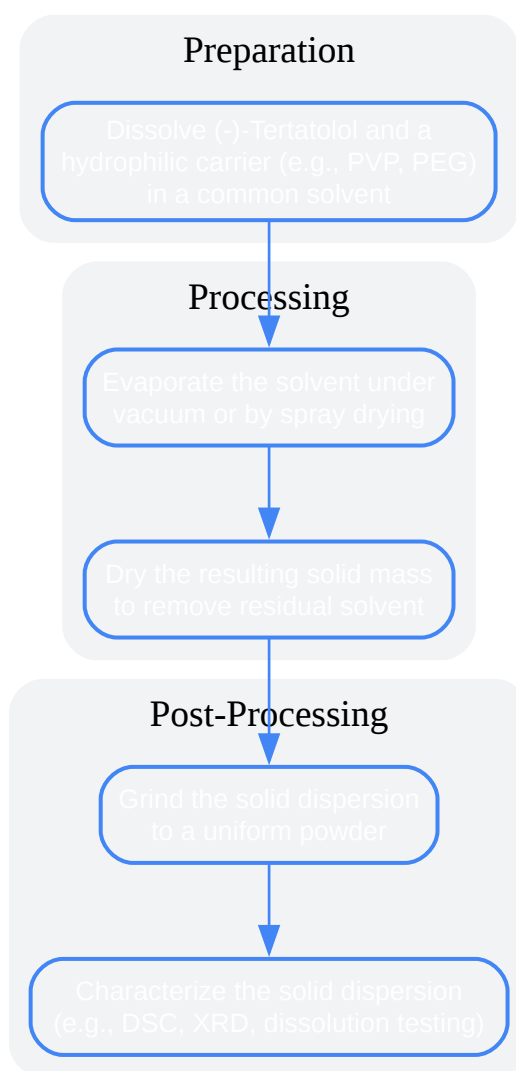 Preparation
Dissolve (-)-Tertatolol and a
hydrophilic carrier (e.g., PVP, PEG)
in a common solvent
Processing
Evaporate the solvent under
vacuum or by spray drying
Dry the resulting solid mass
to remove residual solvent
Post-Processing
Grind the solid dispersion
to a uniform powder
Characterize the solid dispersion
(e.g., DSC, XRD, dissolution testing)